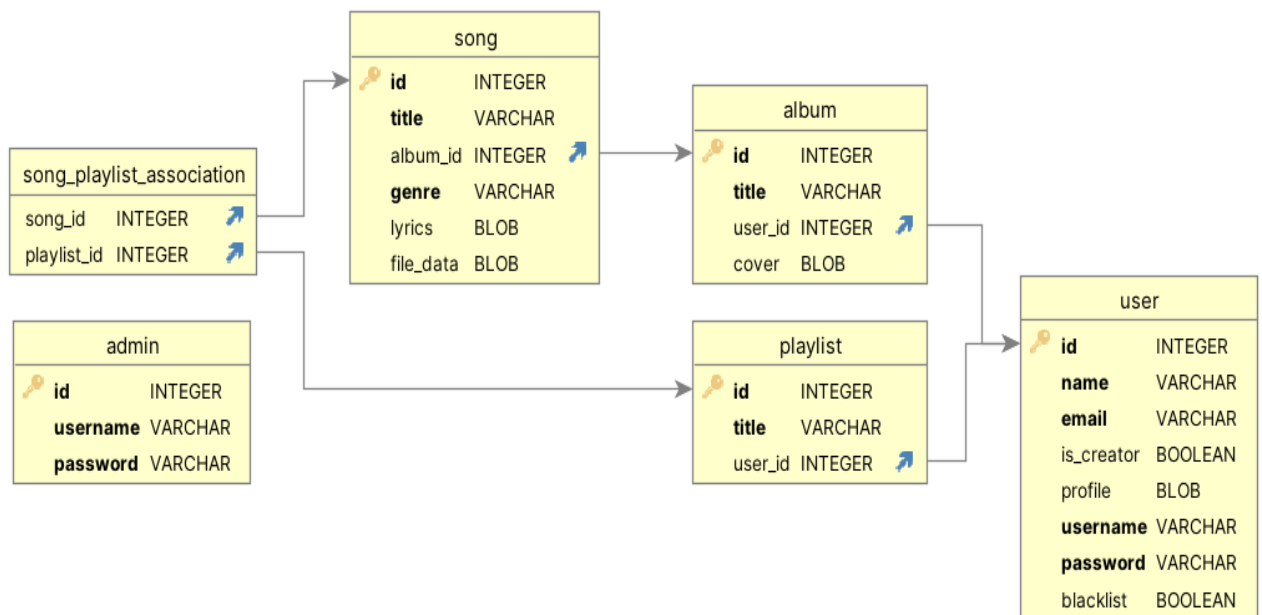 song
id INTEGER
title VARCHAR
album_id INTEGER
genre VARCHAR
lyrics BLOB
file_data BLOB
song_playlist_association
song_id INTEGER
playlist_id INTEGER
album
id INTEGER
title VARCHAR
user_id INTEGER
cover BLOB
admin
id INTEGER
username VARCHAR
password VARCHAR
playlist
id INTEGER
title VARCHAR
user_id INTEGER
user
id INTEGER
name VARCHAR
email VARCHAR
is_creator BOOLEAN
profile BLOB
username VARCHAR
password VARCHAR
blacklist BOOLEAN